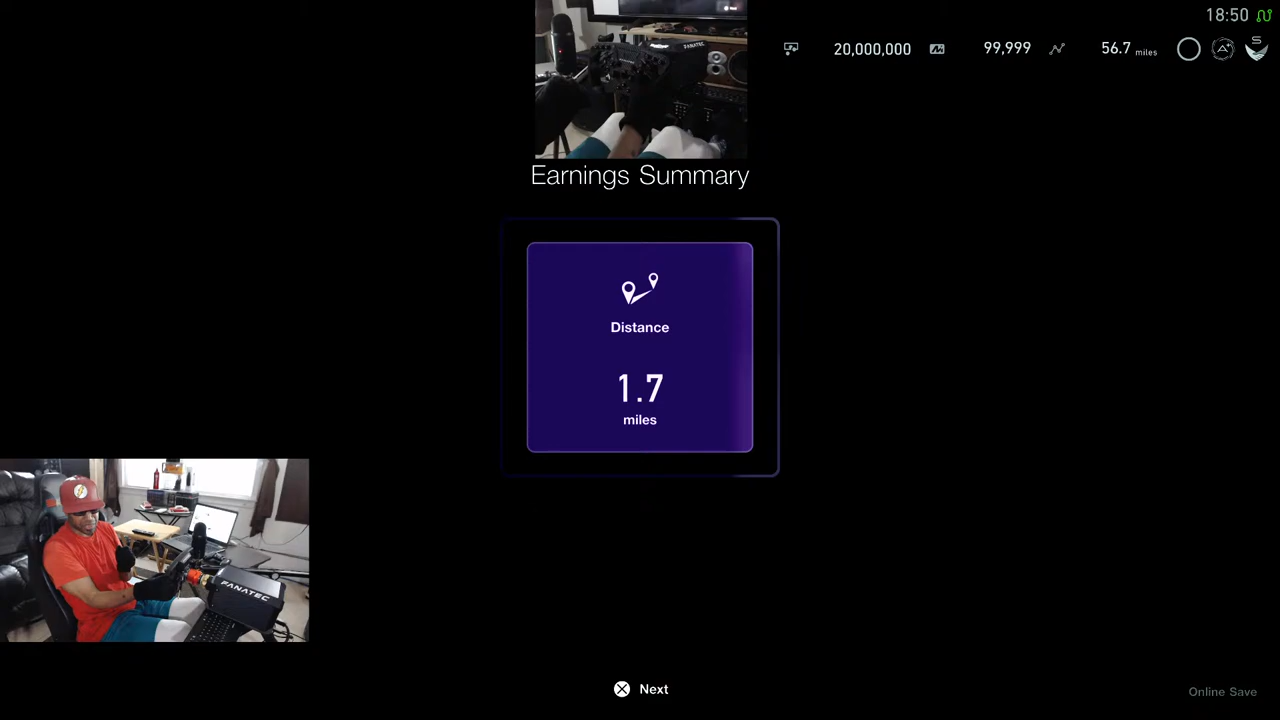 18:50
20,000,000
99,999
56.7 miles
S
A+
FANATEC
Earnings Summary
Distance
1.7
miles
FANATEC
Next
Online Save